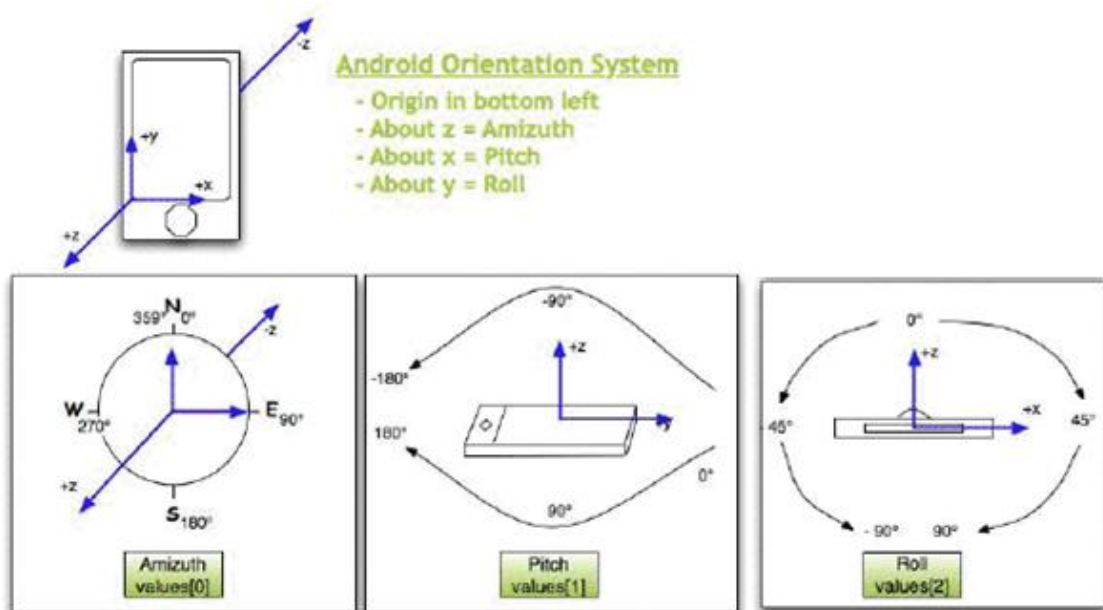 -z
Android Orientation System
- Origin in bottom left
- About z = Amizuth
- About x = Pitch
- About y = Roll
+y
+x
+z
N
359° 0°
-z
W E
270° 90°
+z
S 180°
Amizuth
values[0]
-90°
+z
-180°
180°
y
0°
90°
Pitch
values[1]
0°
+z
+x
- 45° 45°
- 90° 90°
Roll
values[2]